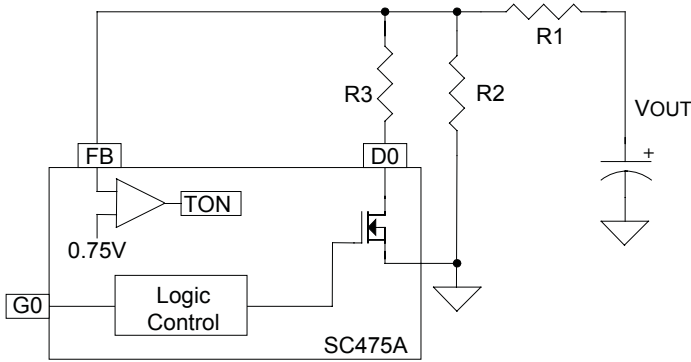 R1
R3
R2
VOUT
+
FB
D0
TON
0.75V
G0
Logic
Control
SC475A